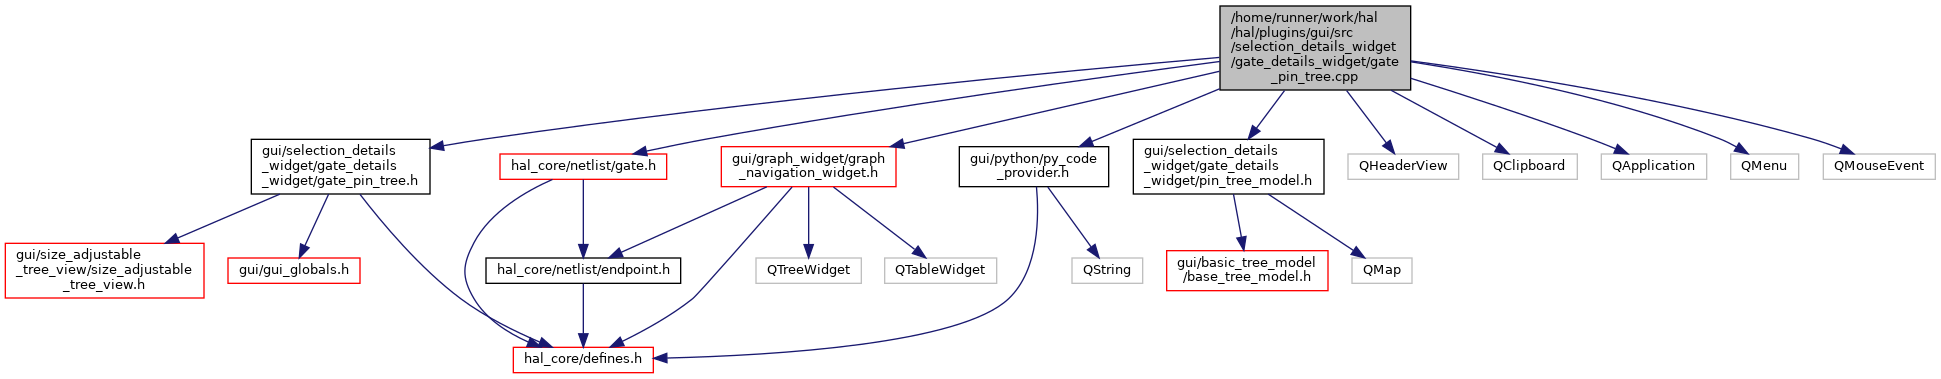 /home/runner/work/hal
/hal/plugins/gui/src
/selection_details_widget
/gate_details_widget/gate
_pin_tree.cpp
gui/selection_details
_widget/gate_details
_widget/gate_pin_tree.h
hal_core/netlist/gate.h
gui/graph_widget/graph
_navigation_widget.h
gui/python/py_code
_provider.h
gui/selection_details
_widget/gate_details
_widget/pin_tree_model.h
QHeaderView
QClipboard
QApplication
QMenu
QMouseEvent
gui/size_adjustable
_tree_view/size_adjustable
_tree_view.h
gui/gui_globals.h
hal_core/netlist/endpoint.h
QTreeWidget
QTableWidget
QString
gui/basic_tree_model
/base_tree_model.h
QMap
hal_core/defines.h